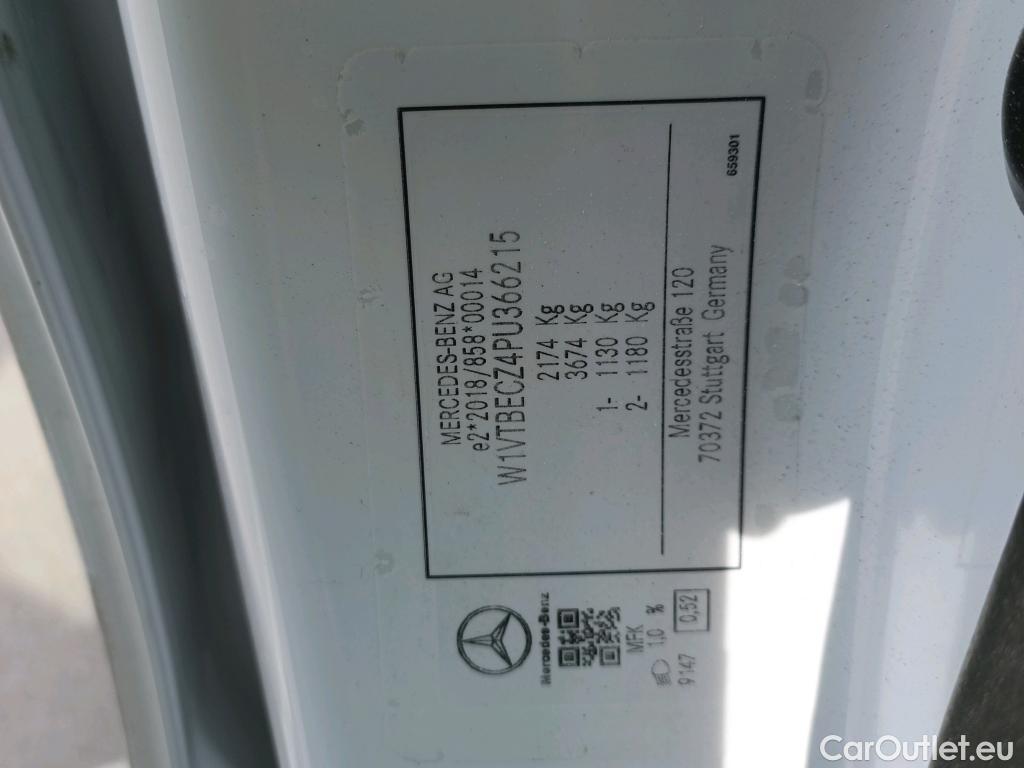 MERCEDES-BENZ AG
e2*2018/858*00014
W1VTBECZ4PU366215
2174 Kg
3674 Kg
1- 1130 Kg
2- 1180 Kg
Mercedesstraße 120
70372 Stuttgart Germany
659301
Mercedes-Benz
MFK
1,0 %
9147
0,52
CarOutlet.eu